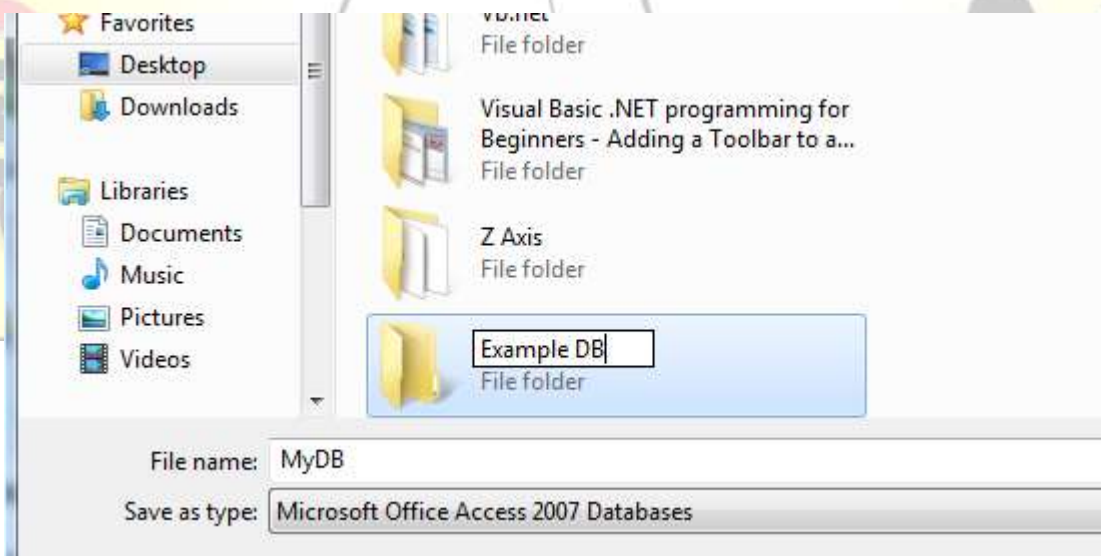 Favorites
Desktop
Downloads
Libraries
Documents
Music
Pictures
Videos
Vb.net
File folder
Visual Basic .NET programming for
Beginners - Adding a Toolbar to a...
File folder
Z Axis
File folder
Example DB
File folder
File name: MyDB
Save as type: Microsoft Office Access 2007 Databases